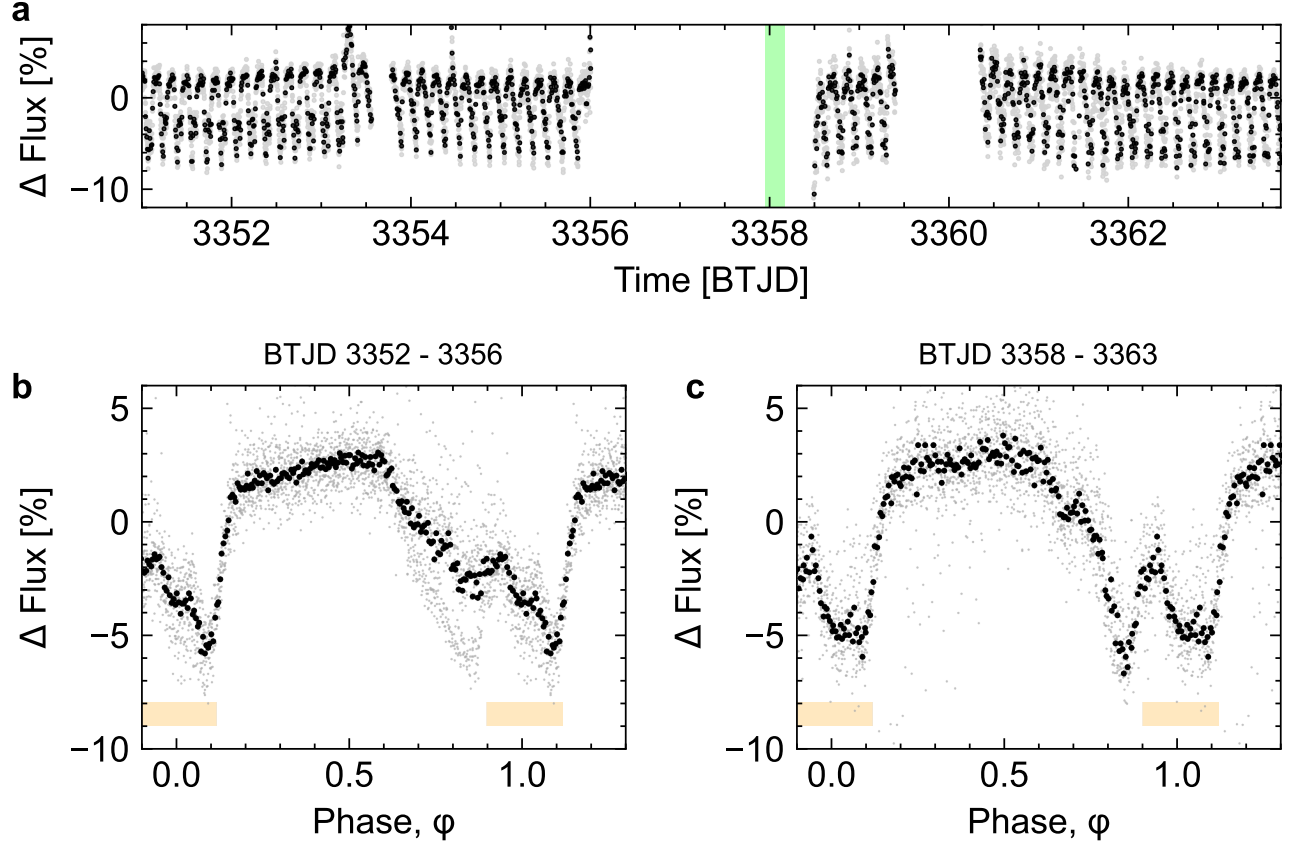 a
Δ Flux [%]
0
−10
3352 3354 3356 3358 3360 3362
Time [BTJD]
BTJD 3352 - 3356
BTJD 3358 - 3363
b
c
Δ Flux [%]
5
0
−5
−10
0.0 0.5 1.0
Phase, φ
Δ Flux [%]
5
0
−5
−10
0.0 0.5 1.0
Phase, φ